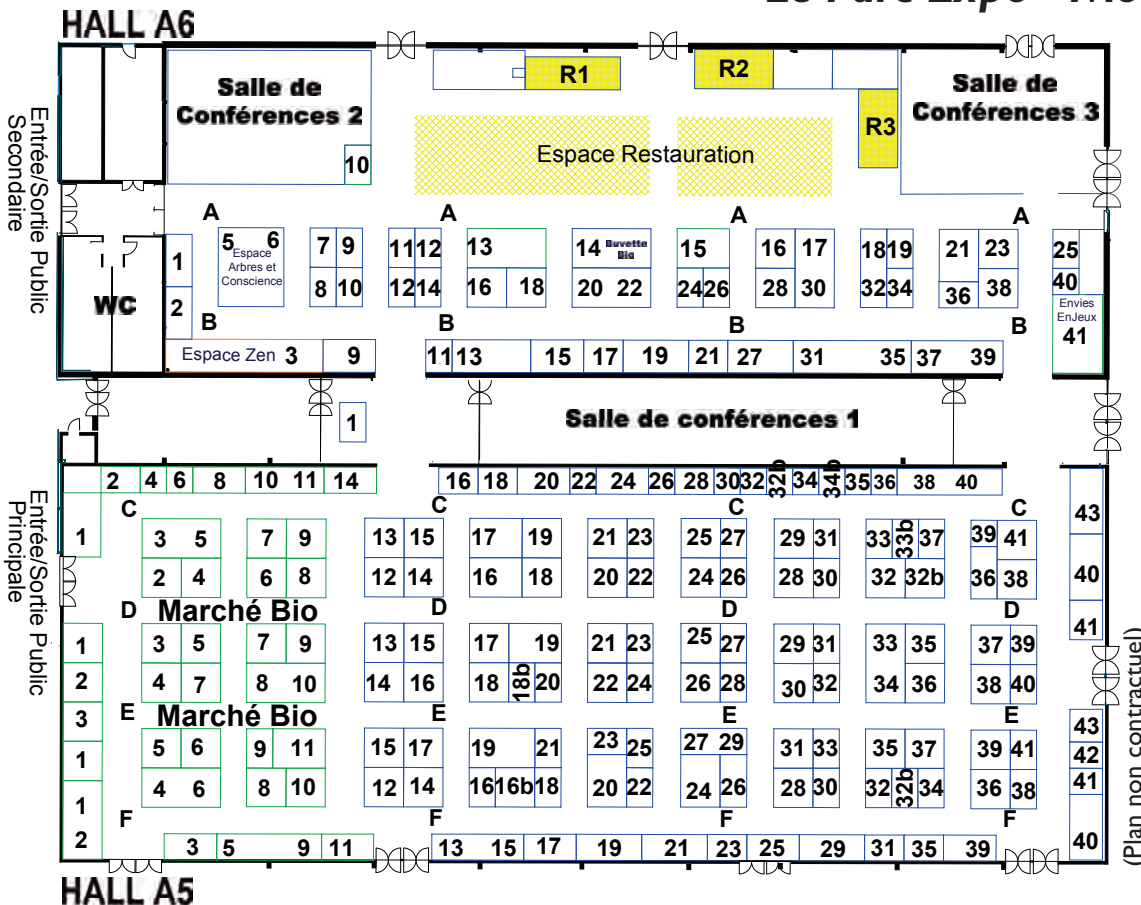 HALL A6
Salle de
Conférences 2
10
R1
R2
R3
Salle de
Conférences 3
Espace Restauration
Entrée/Sortie Public
Secondaire
A A A A
1 5 6 7 9 11 12 13 14 Buvette 15 16 17 18 19 21 23 25
Bio
Espace
Arbres et
Conscience
2 8 10 12 14 16 18 20 22 24 26 28 30 32 34 36 38 40
WC
Envies
EnJeux
41
B B B B
Espace Zen 3 9 11 13 15 17 19 21 27 31 35 37 39
1
Salle de conférences 1
2 4 6 8 10 11 14 16 18 20 22 24 26 28 30 32 32b 34 34b 35 36 38 40
Entrée/Sortie Public
Principale
C C C C
43
1 3 5 7 9 13 15 17 19 21 23 25 27 29 31 33 33b 37 39 41
2 4 6 8 12 14 16 18 20 22 24 26 28 30 32 32b 36 38 40
D Marché Bio D D D
41
1 3 5 7 9 13 15 17 19 21 23 25 27 29 31 33 35 37 39
2 4 7 8 10 14 16 18 18b 20 22 24 26 28 30 32 34 36 38 40
E Marché Bio E E E
3
43
1 5 6 9 11 15 17 19 21 23 25 27 29 31 33 35 37 39 41 42
41
1 4 6 8 10 12 14 16 16b 18 20 22 24 26 28 30 32 32b 34 36 38
F F F F
2 3 5 9 11 13 15 17 19 21 23 25 29 31 35 39 40
HALL A5
(Plan non contractuel)